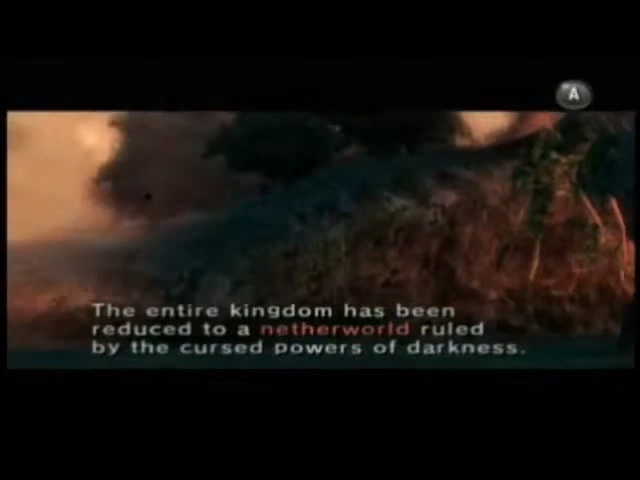 A
The entire kingdom has been
reduced to a netherworld ruled
by the cursed powers of darkness.